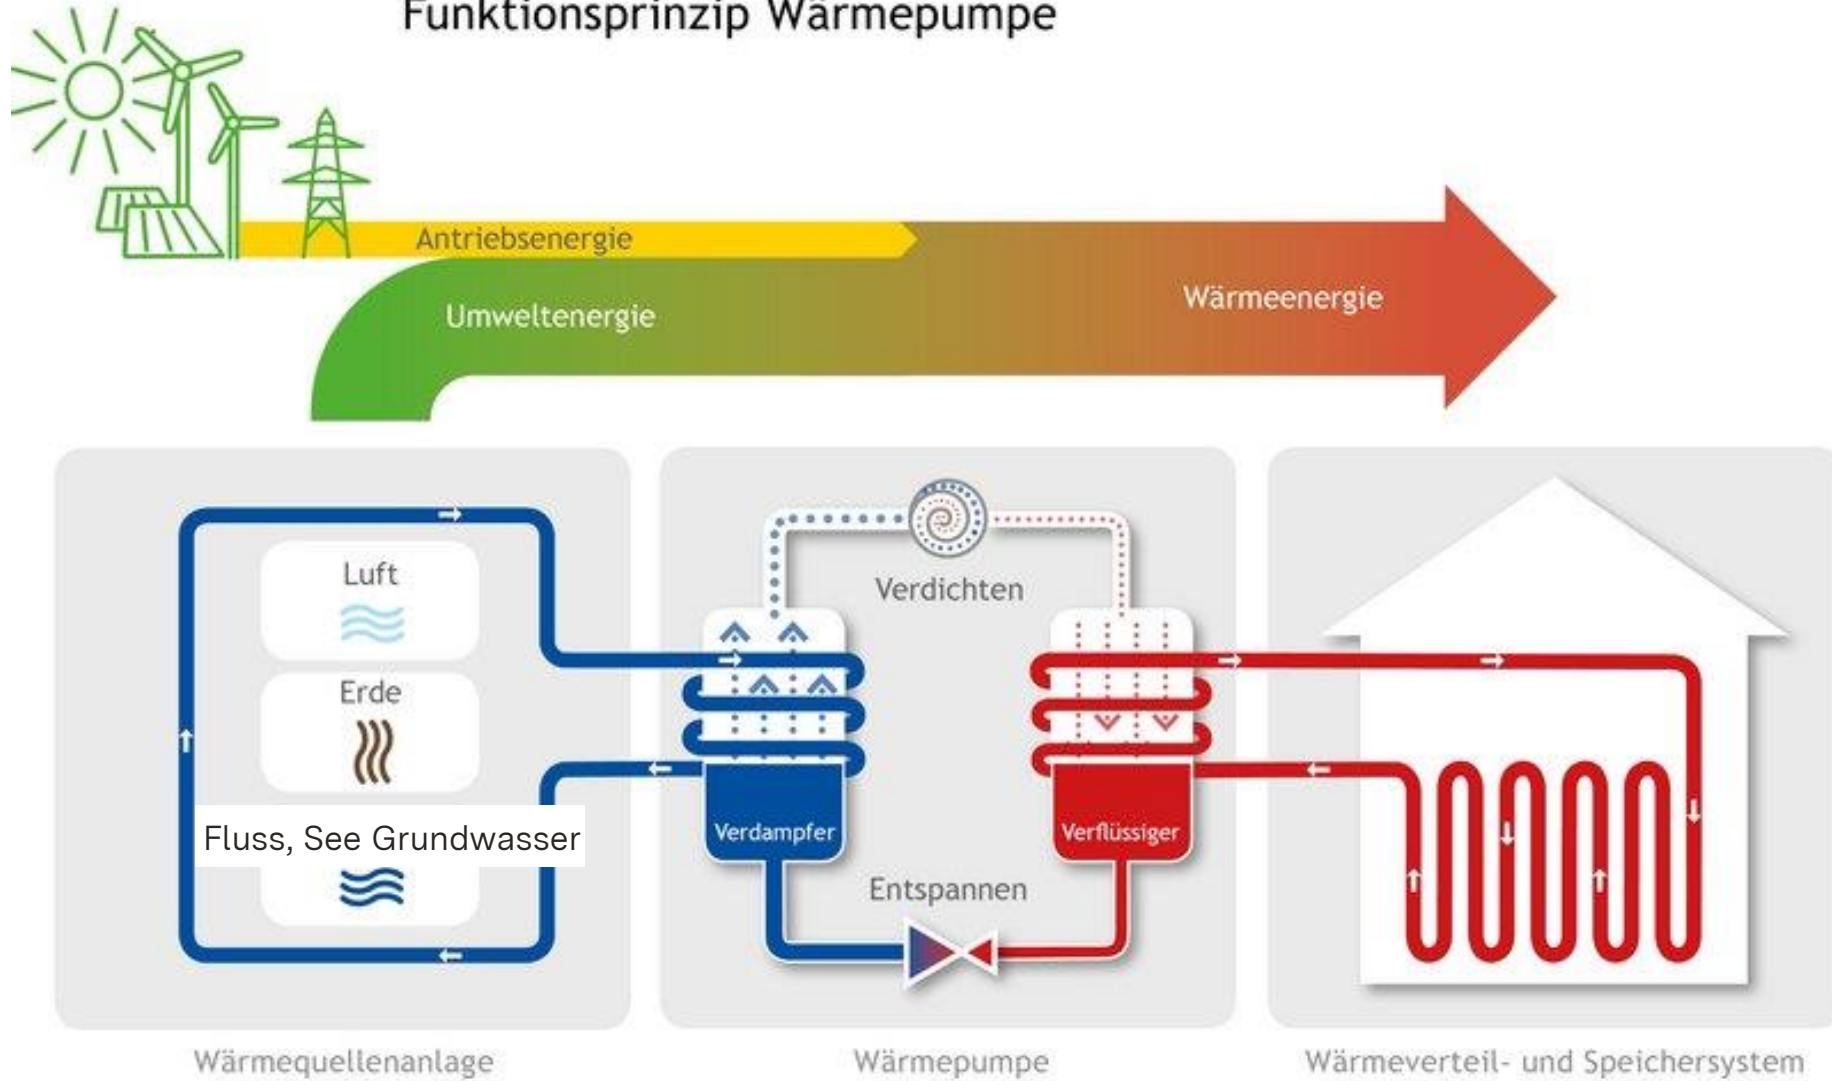 Funktionsprinzip Wärmepumpe
Antriebsenergie
Umweltenergie
Wärmeenergie
Luft
Erde
Fluss, See Grundwasser
Verdichten
Verdampfer
Verflüssiger
Entspannen
Wärmequellenanlage
Wärmepumpe
Wärmeverteil- und Speichersystem